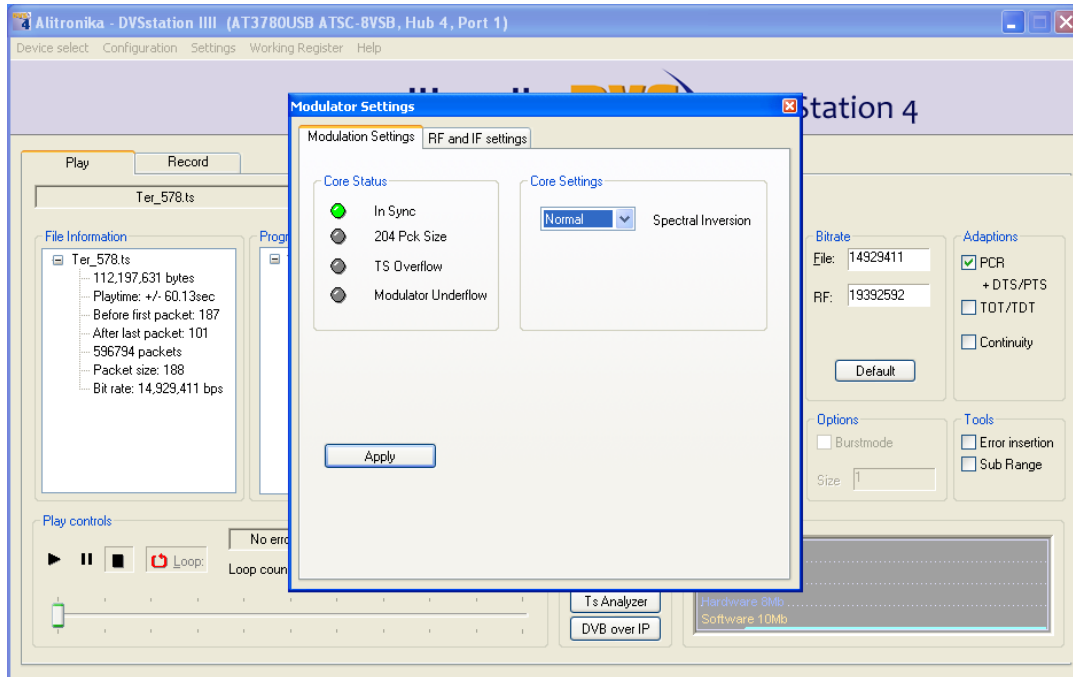 Alitronika - DVSstation IIII (AT3780USB ATSC-8VSB, Hub 4, Port 1)
Device select Configuration Settings Working Register Help
Station 4
Modulator Settings
Modulation Settings RF and IF settings
Core Status
In Sync
204 Pck Size
TS Overflow
Modulator Underflow
Core Settings
Normal Spectral Inversion
Apply
Play Record
Ter_578.ts
File Information
Ter_578.ts
112,197,631 bytes
Playtime: +/- 60.13sec
Before first packet: 187
After last packet: 101
596794 packets
Packet size: 188
Bit rate: 14,929,411 bps
Bitrate
File: 14929411
RF: 19392592
Default
Adaptions
PCR
+ DTS/PTS
TOT/TDT
Continuity
Options
Burstmode
Size 1
Tools
Error insertion
Sub Range
Play controls
Loop:
No
Loop
Ts Analyzer
DVB over IP
Hardware 8Mb
Software 10Mb